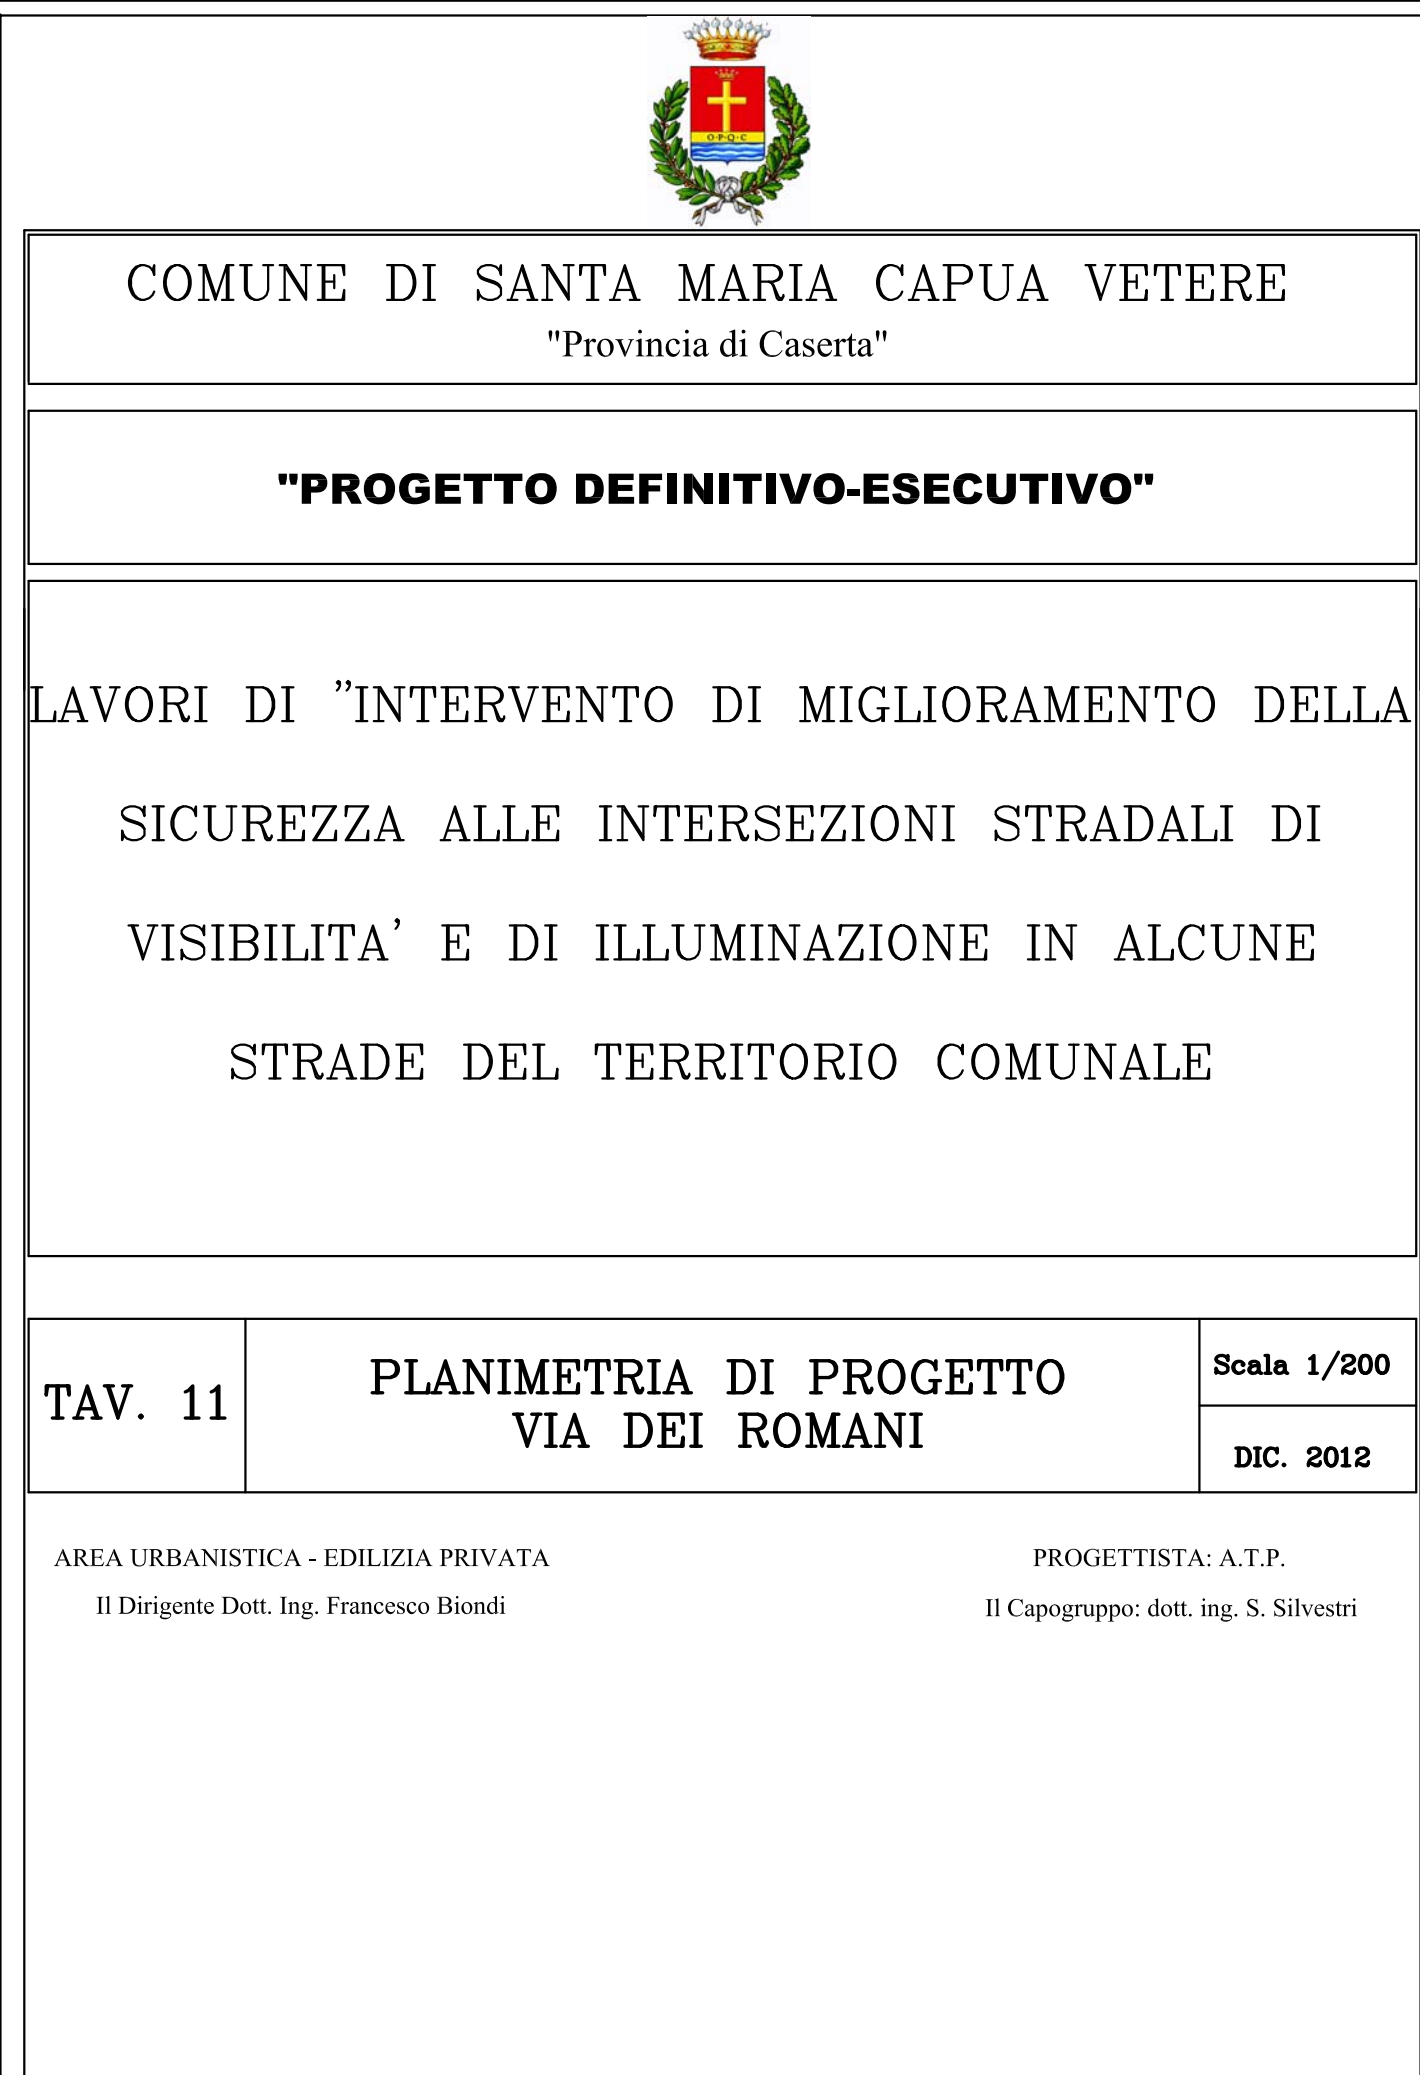 O·P·Q·C
COMUNE DI SANTA MARIA CAPUA VETERE
"Provincia di Caserta"
"PROGETTO DEFINITIVO-ESECUTIVO"
LAVORI DI "INTERVENTO DI MIGLIORAMENTO DELLA
SICUREZZA ALLE INTERSEZIONI STRADALI DI
VISIBILITA' E DI ILLUMINAZIONE IN ALCUNE
STRADE DEL TERRITORIO COMUNALE
TAV. 11
PLANIMETRIA DI PROGETTO
VIA DEI ROMANI
Scala 1/200
DIC. 2012
AREA URBANISTICA - EDILIZIA PRIVATA
Il Dirigente Dott. Ing. Francesco Biondi
PROGETTISTA: A.T.P.
Il Capogruppo: dott. ing. S. Silvestri